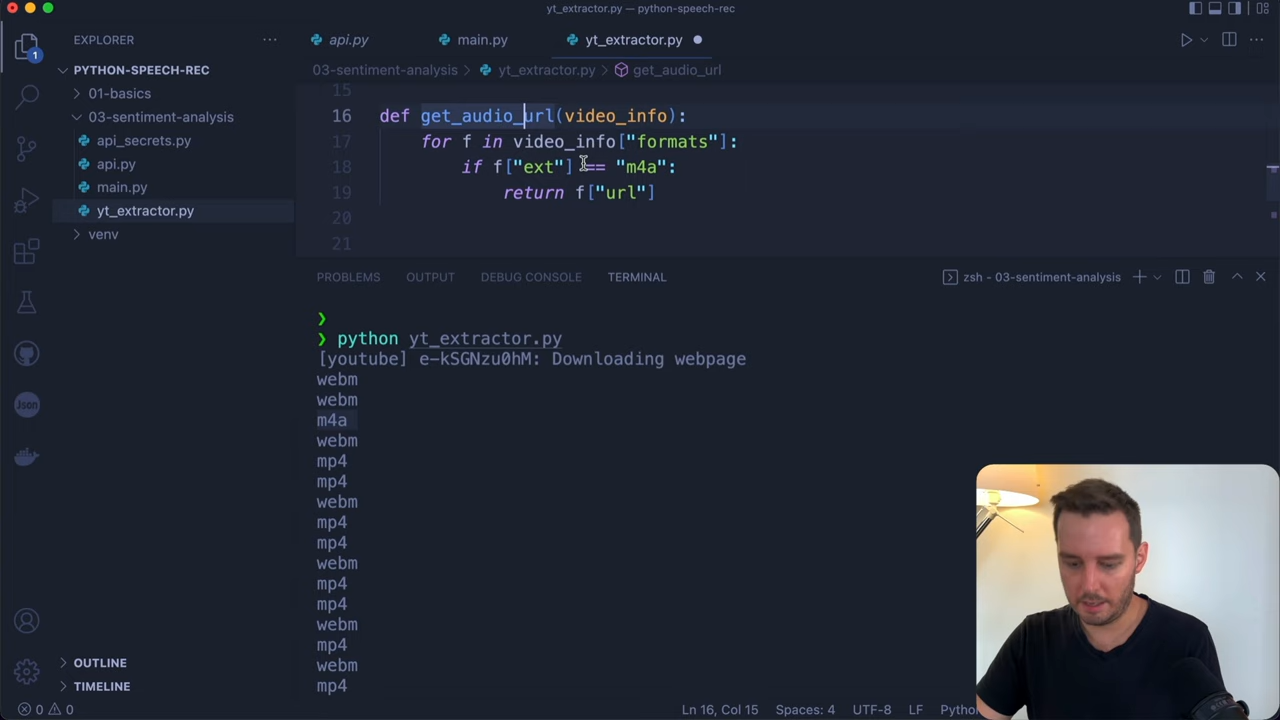 yt_extractor.py — python-speech-rec
EXPLORER
1
PYTHON-SPEECH-REC
01-basics
03-sentiment-analysis
api_secrets.py
api.py
main.py
yt_extractor.py
venv
OUTLINE
TIMELINE
Json
api.py
main.py
yt_extractor.py
03-sentiment-analysis > yt_extractor.py > get_audio_url
15
16 def get_audio_url(video_info):
17 for f in video_info["formats"]:
18 if f["ext"] == "m4a":
19 return f["url"]
20
21
PROBLEMS OUTPUT DEBUG CONSOLE TERMINAL
zsh - 03-sentiment-analysis
❯
❯ python yt_extractor.py
[youtube] e-kSGNzu0hM: Downloading webpage
webm
webm
m4a
webm
mp4
mp4
webm
mp4
mp4
webm
mp4
mp4
webm
mp4
webm
mp4
0 0
Ln 16, Col 15 Spaces: 4 UTF-8 LF